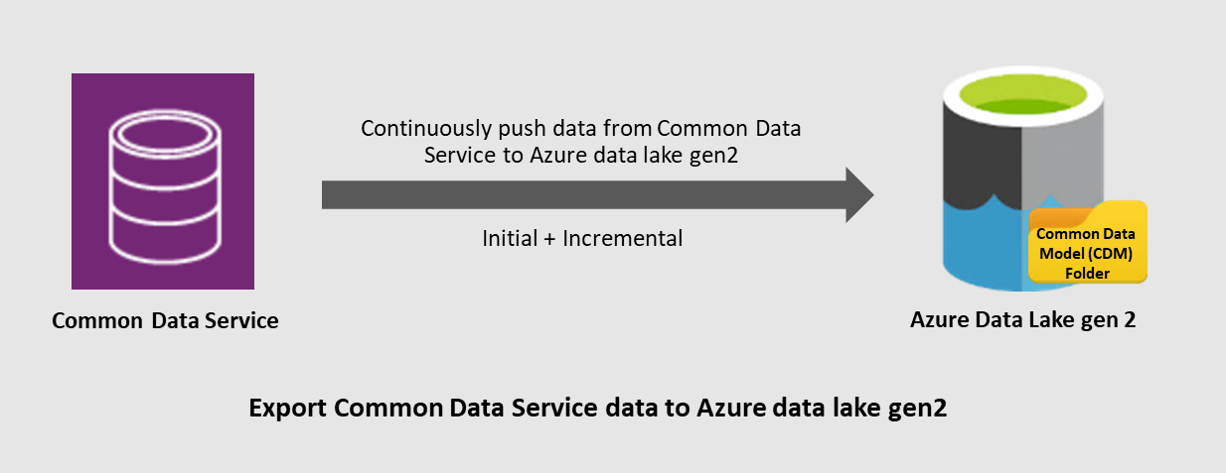 Continuously push data from Common Data
Service to Azure data lake gen2
Initial + Incremental
Common Data
Model (CDM)
Folder
Common Data Service
Azure Data Lake gen 2
Export Common Data Service data to Azure data lake gen2